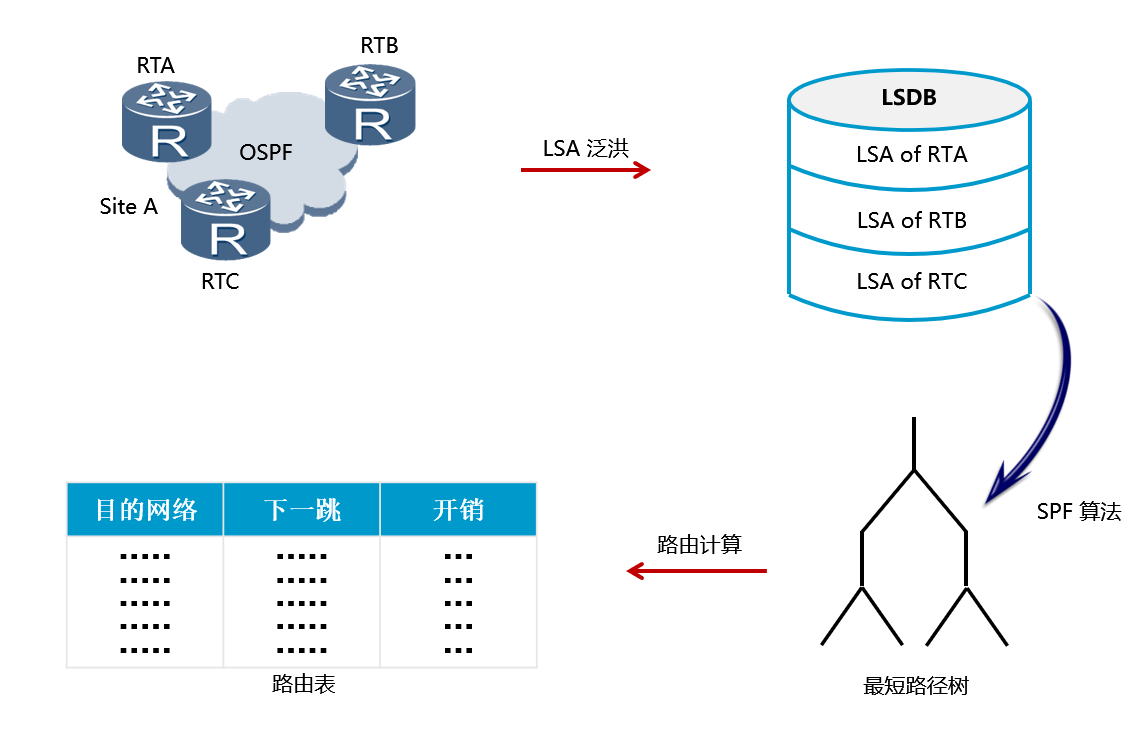 RTA
RTB
R
R
OSPF
Site A
R
RTC
LSA 泛洪
LSDB
LSA of RTA
LSA of RTB
LSA of RTC
SPF 算法
最短路径树
路由计算
目的网络 下一跳 开销
..... ..... ...
..... ..... ...
..... ..... ...
..... ..... ...
..... ..... ...
路由表